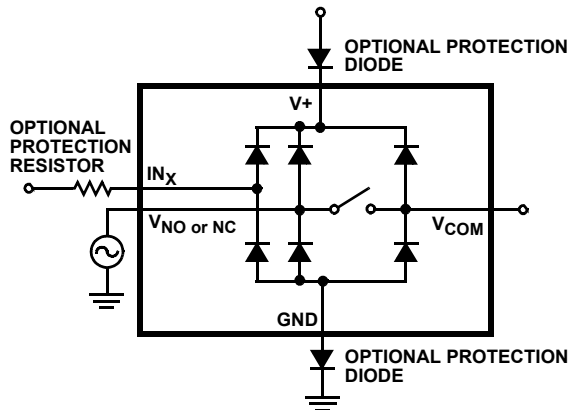 OPTIONAL PROTECTION
DIODE
V+
OPTIONAL
PROTECTION
RESISTOR
INX
VNO or NC
VCOM
GND
OPTIONAL PROTECTION
DIODE